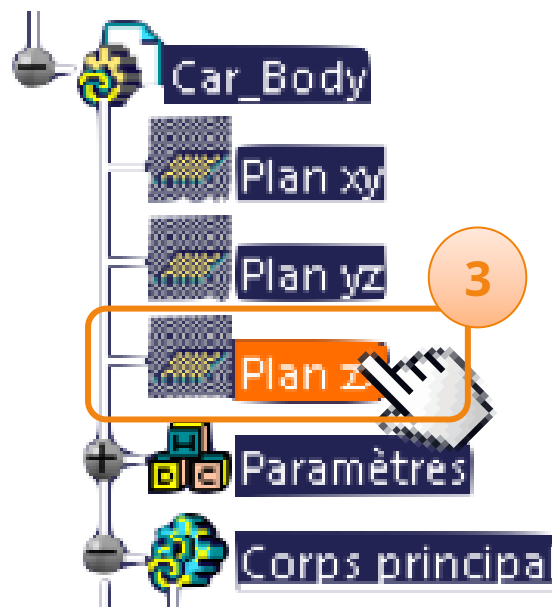 Car_Body
Plan xy
Plan yz
3
Plan z
Paramètres
Corps principal